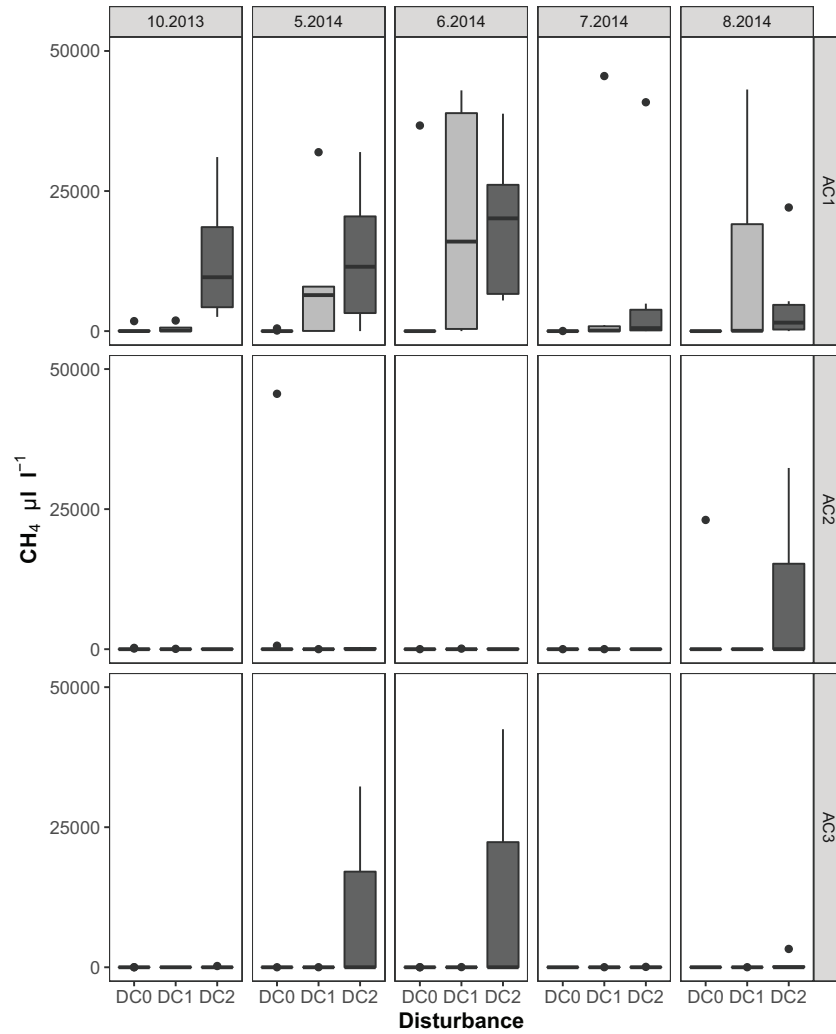 10.2013 5.2014 6.2014 7.2014 8.2014
50000
25000
0
AC1
50000
25000
0
AC2
CH₄ µl l⁻¹
50000
25000
0
AC3
DC0 DC1 DC2 DC0 DC1 DC2 DC0 DC1 DC2 DC0 DC1 DC2 DC0 DC1 DC2
Disturbance